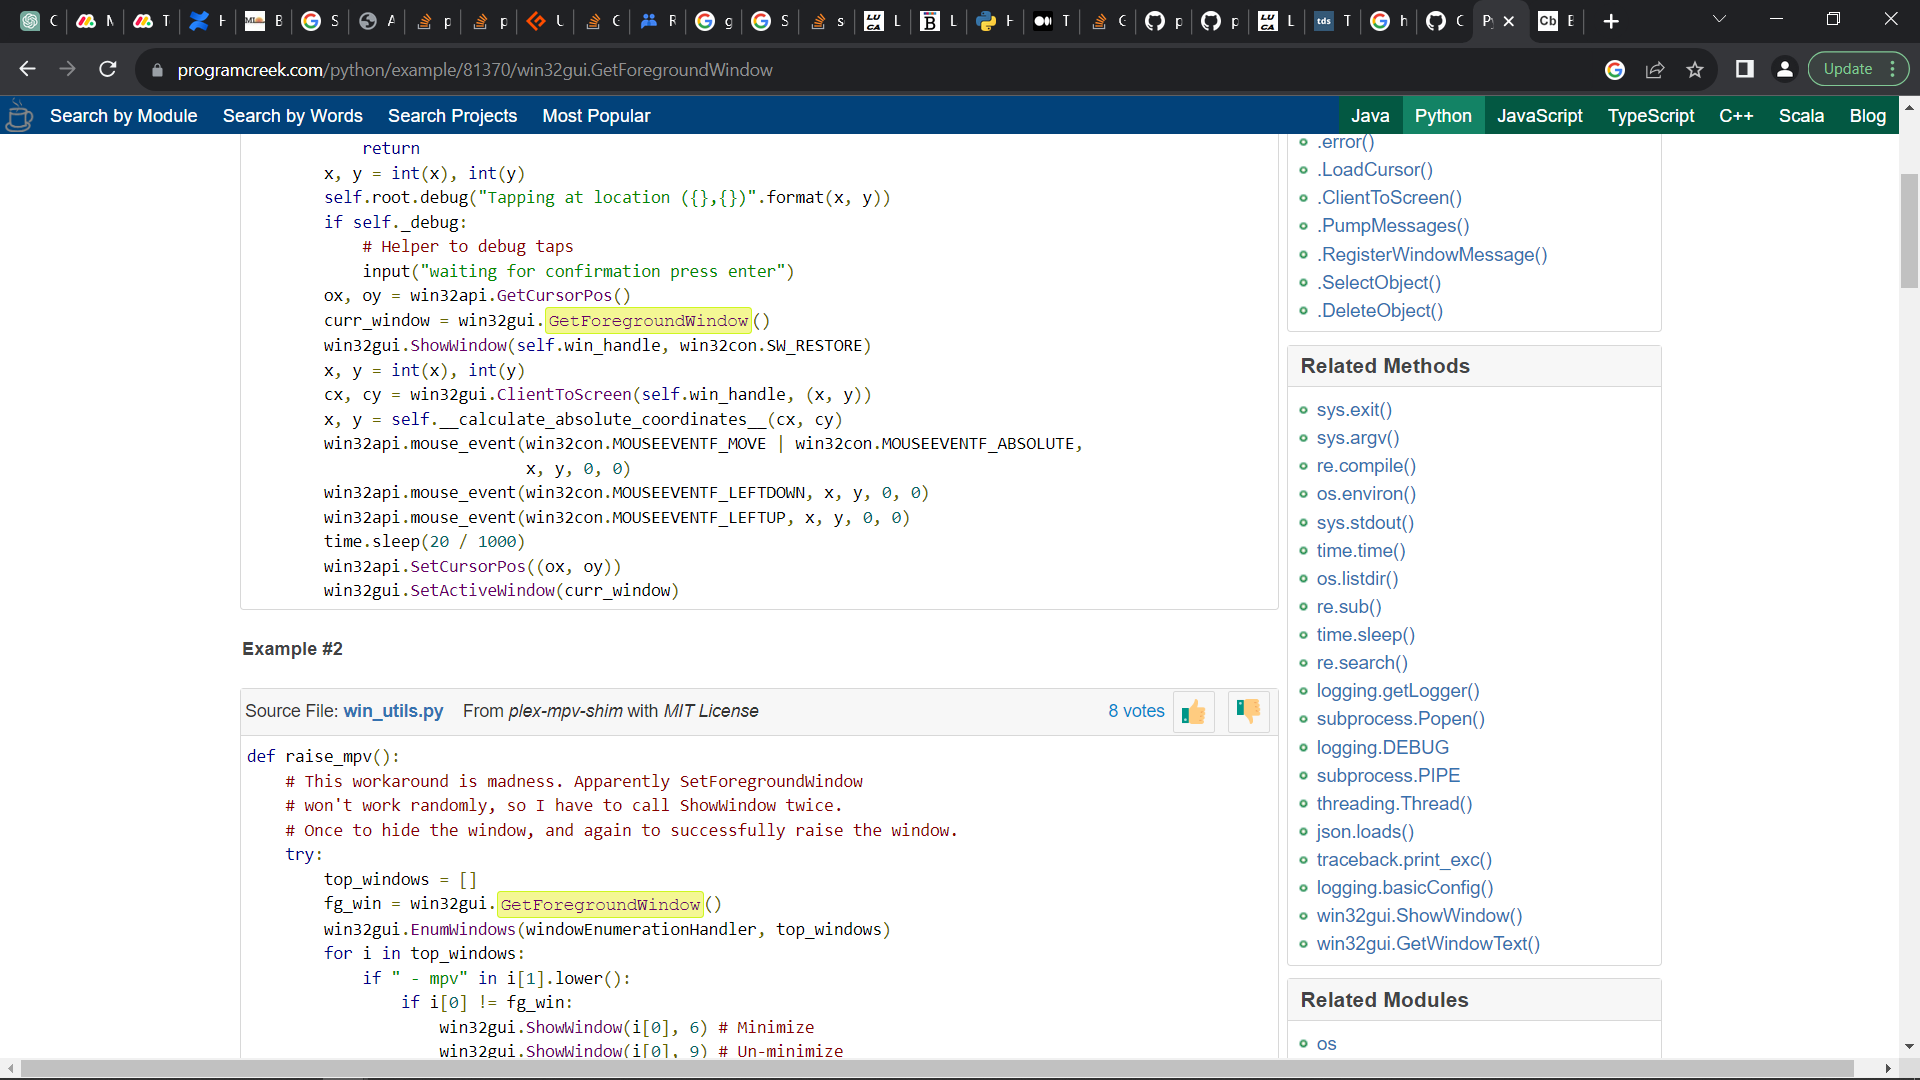 programcreek.com/python/example/81370/win32gui.GetForegroundWindow
Update
Search by Module Search by Words Search Projects Most Popular
Java Python JavaScript TypeScript C++ Scala Blog
return
x, y = int(x), int(y)
self.root.debug("Tapping at location ({},{})".format(x, y))
if self._debug:
# Helper to debug taps
input("waiting for confirmation press enter")
ox, oy = win32api.GetCursorPos()
curr_window = win32gui.GetForegroundWindow()
win32gui.ShowWindow(self.win_handle, win32con.SW_RESTORE)
x, y = int(x), int(y)
cx, cy = win32gui.ClientToScreen(self.win_handle, (x, y))
x, y = self.__calculate_absolute_coordinates__(cx, cy)
win32api.mouse_event(win32con.MOUSEEVENTF_MOVE | win32con.MOUSEEVENTF_ABSOLUTE,
x, y, 0, 0)
win32api.mouse_event(win32con.MOUSEEVENTF_LEFTDOWN, x, y, 0, 0)
win32api.mouse_event(win32con.MOUSEEVENTF_LEFTUP, x, y, 0, 0)
time.sleep(20 / 1000)
win32api.SetCursorPos((ox, oy))
win32gui.SetActiveWindow(curr_window)
Example #2
Source File: win_utils.py From plex-mpv-shim with MIT License
8 votes
def raise_mpv():
# This workaround is madness. Apparently SetForegroundWindow
# won't work randomly, so I have to call ShowWindow twice.
# Once to hide the window, and again to successfully raise the window.
try:
top_windows = []
fg_win = win32gui.GetForegroundWindow()
win32gui.EnumWindows(windowEnumerationHandler, top_windows)
for i in top_windows:
if " - mpv" in i[1].lower():
if i[0] != fg_win:
win32gui.ShowWindow(i[0], 6) # Minimize
win32gui.ShowWindow(i[0], 9) # Un-minimize
.error()
.LoadCursor()
.ClientToScreen()
.PumpMessages()
.RegisterWindowMessage()
.SelectObject()
.DeleteObject()
Related Methods
sys.exit()
sys.argv()
re.compile()
os.environ()
sys.stdout()
time.time()
os.listdir()
re.sub()
time.sleep()
re.search()
logging.getLogger()
subprocess.Popen()
logging.DEBUG
subprocess.PIPE
threading.Thread()
json.loads()
traceback.print_exc()
logging.basicConfig()
win32gui.ShowWindow()
win32gui.GetWindowText()
Related Modules
os